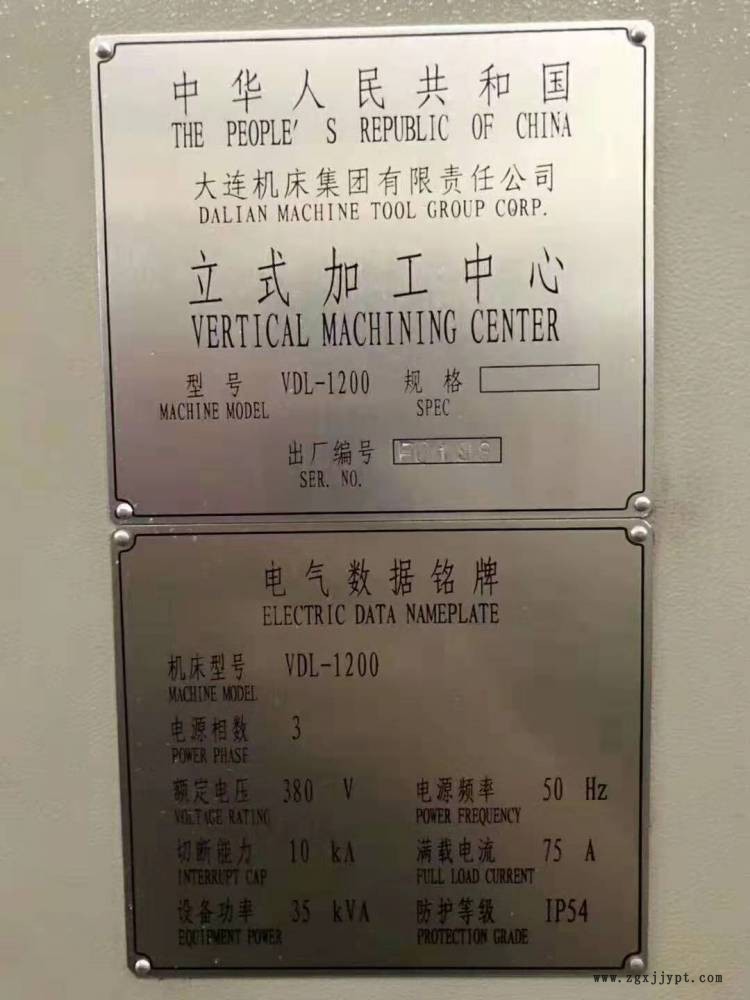 中华人民共和国
THE PEOPLE' S REPUBLIC OF CHINA
大连机床集团有限责任公司
DALIAN MACHINE TOOL GROUP CORP.
立式加工中心
VERTICAL MACHINING CENTER
型号 VDL-1200 规格
MACHINE MODEL SPEC
出厂编号
SER. NO.
电气数据铭牌
ELECTRIC DATA NAMEPLATE
机床型号 VDL-1200
MACHINE MODEL
电源相数 3
POWER PHASE
额定电压 380 V 电源频率 50 Hz
VOLTAGE RATING POWER FREQUENCY
切断能力 10 kA 满载电流 75 A
INTERRUPT CAP FULL LOAD CURRENT
设备功率 35 kVA 防护等级 IP54
EQUIPMENT POWER PROTECTION GRADE
www.zgxjjypt.com